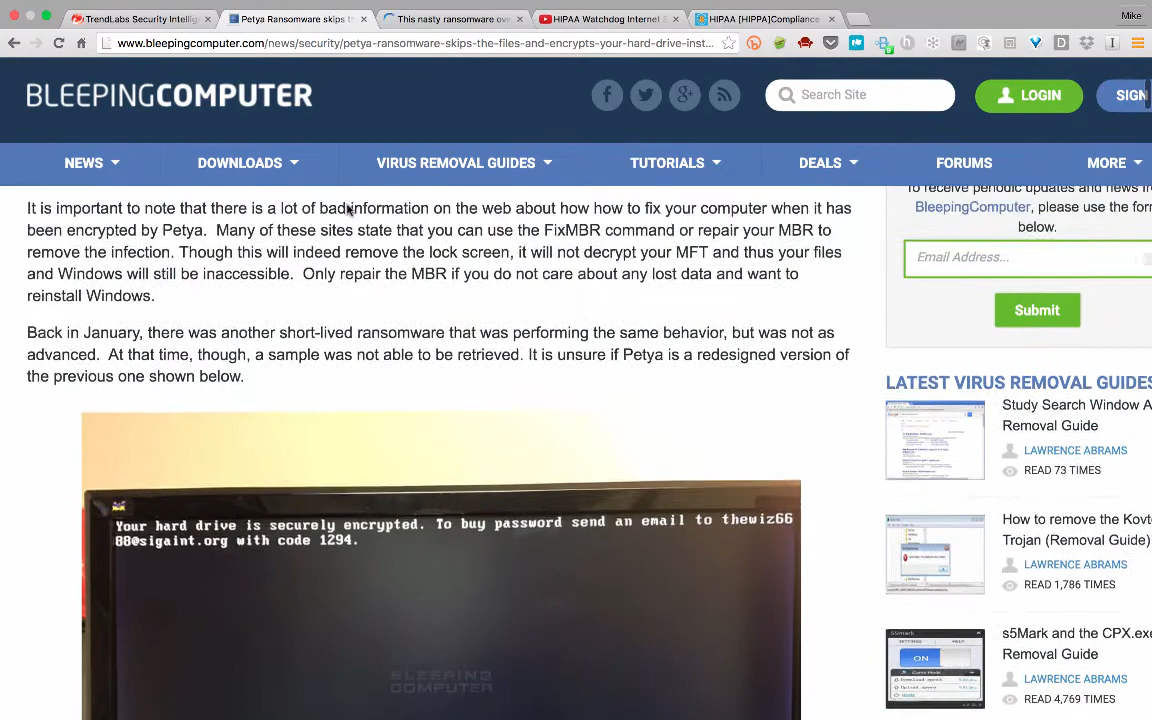 TrendLabs Security Intellig
Petya Ransomware skips th
This nasty ransomware ove
HIPAA Watchdog Internet S
HIPAA [HIPPA]Compliance
Mike
www.bleepingcomputer.com/news/security/petya-ransomware-skips-the-files-and-encrypts-your-hard-drive-inst...
BLEEPINGCOMPUTER
Search Site
LOGIN
SIGN
NEWS
DOWNLOADS
VIRUS REMOVAL GUIDES
TUTORIALS
DEALS
FORUMS
MORE
It is important to note that there is a lot of bad information on the web about how how to fix your computer when it has
been encrypted by Petya.  Many of these sites state that you can use the FixMBR command or repair your MBR to
remove the infection. Though this will indeed remove the lock screen, it will not decrypt your MFT and thus your files
and Windows will still be inaccessible.  Only repair the MBR if you do not care about any lost data and want to
reinstall Windows.
Back in January, there was another short-lived ransomware that was performing the same behavior, but was not as
advanced.  At that time, though, a sample was not able to be retrieved. It is unsure if Petya is a redesigned version of
the previous one shown below.
Your hard drive is securely encrypted. To buy password send an email to thewiz66
88@sigaint.org with code 1294.
BLEEPING
COMPUTER
To receive periodic updates and news from
BleepingComputer, please use the form
below.
Email Address...
Submit
LATEST VIRUS REMOVAL GUIDES
Study Search Window A
Removal Guide
LAWRENCE ABRAMS
READ 73 TIMES
How to remove the Kovte
Trojan (Removal Guide)
LAWRENCE ABRAMS
READ 1,786 TIMES
s5Mark and the CPX.exe
Removal Guide
LAWRENCE ABRAMS
READ 4,769 TIMES
s5mark
ON